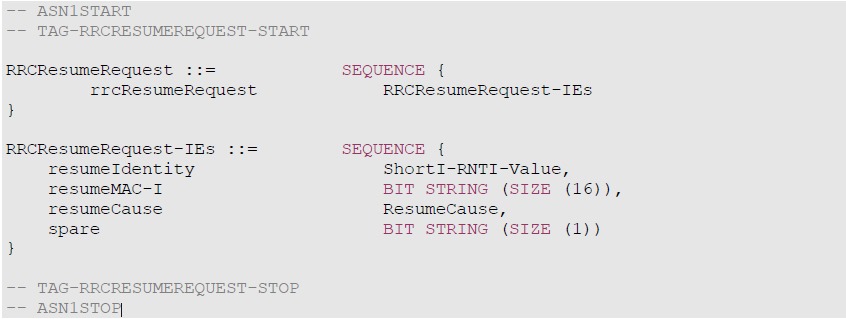 -- ASN1START
-- TAG-RRCRESUMEREQUEST-START
RRCResumeRequest ::= SEQUENCE {
rrcResumeRequest RRCResumeRequest-IEs
}
RRCResumeRequest-IEs ::= SEQUENCE {
resumeIdentity ShortI-RNTI-Value,
resumeMAC-I BIT STRING (SIZE (16)),
resumeCause ResumeCause,
spare BIT STRING (SIZE (1))
}
-- TAG-RRCRESUMEREQUEST-STOP
-- ASN1STOP